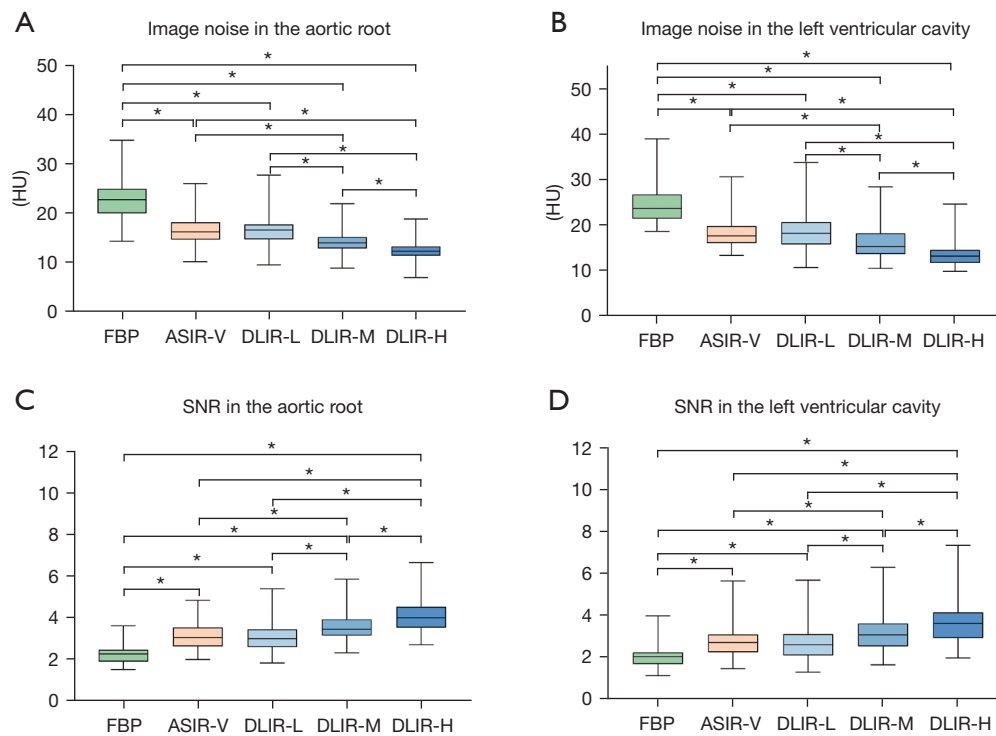 A
Image noise in the aortic root
(HU)
50
40
30
20
10
0
* * * * * * * * *
FBP ASIR-V DLIR-L DLIR-M DLIR-H
B
Image noise in the left ventricular cavity
(HU)
50
40
30
20
10
0
* * * * * * * * *
FBP ASIR-V DLIR-L DLIR-M DLIR-H
C
SNR in the aortic root
12
10
8
6
4
2
0
* * * * * * * * *
FBP ASIR-V DLIR-L DLIR-M DLIR-H
D
SNR in the left ventricular cavity
12
10
8
6
4
2
0
* * * * * * * * *
FBP ASIR-V DLIR-L DLIR-M DLIR-H